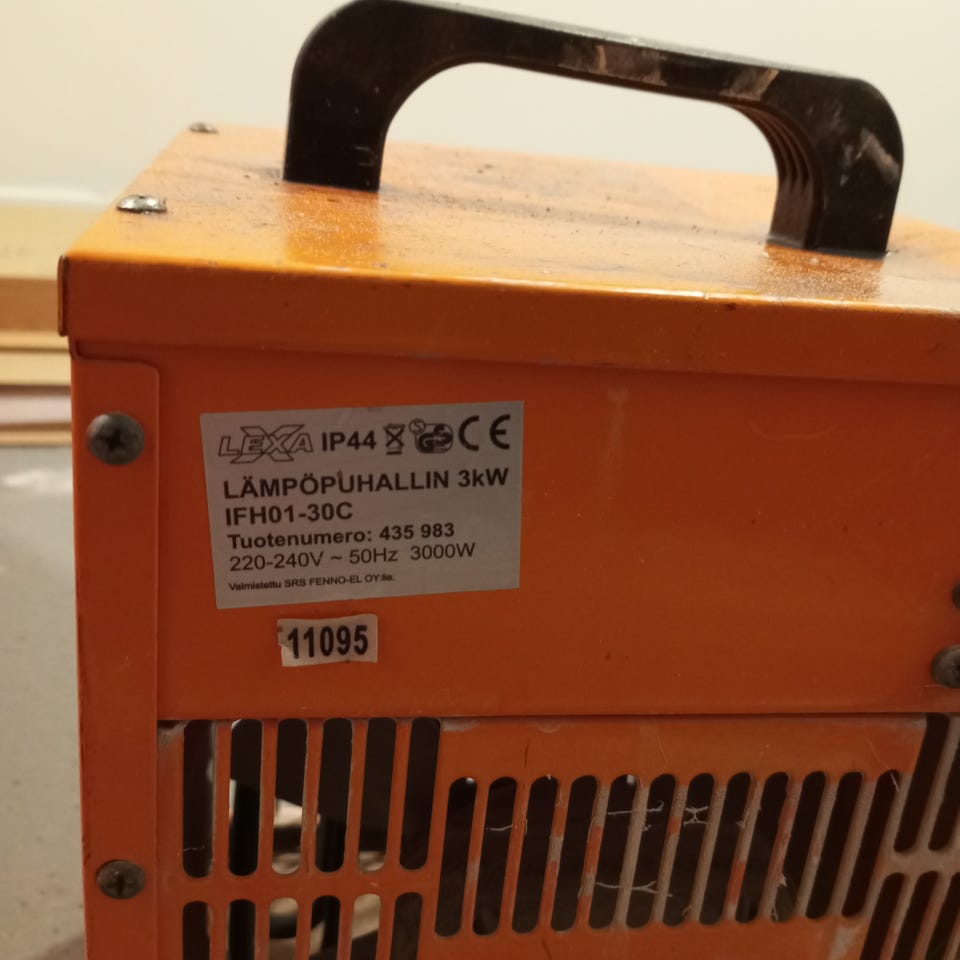 LEXA IP44 GS CE
LÄMPÖPUHALLIN 3kW
IFH01-30C
Tuotenumero: 435 983
220-240V ~ 50Hz 3000W
Valmistettu SRS FENNO-EL OY:lle.
11095